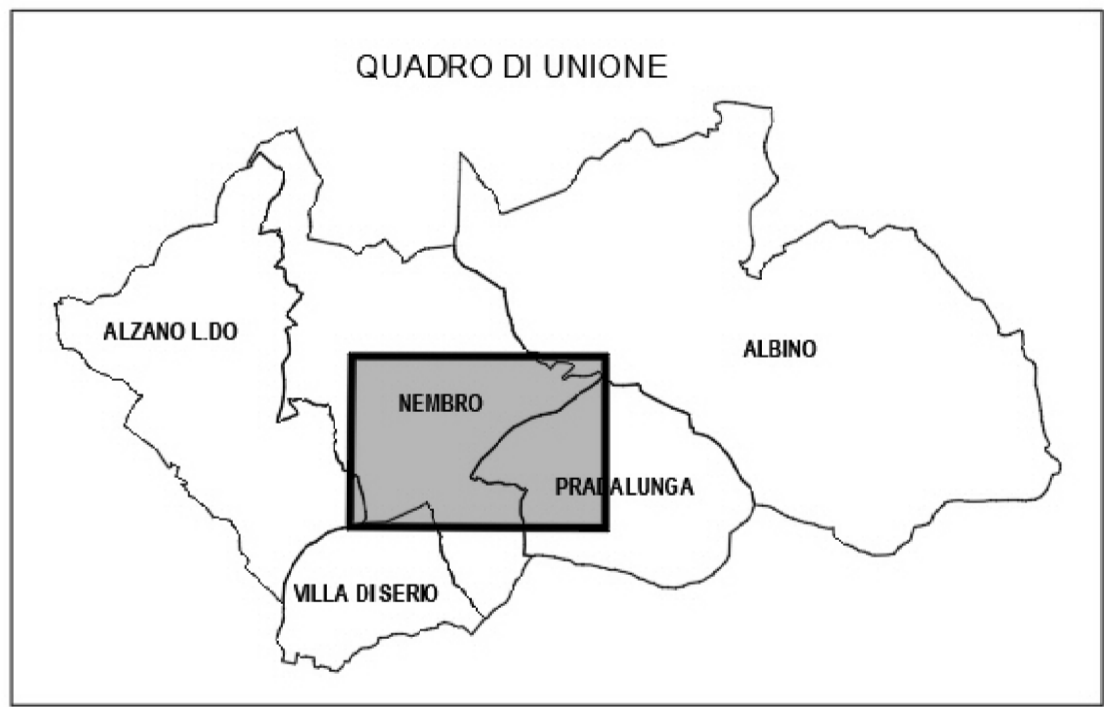 QUADRO DI UNIONE
ALZANO L.DO
ALBINO
NEMBRO
PRADALUNGA
VILLA DI SERIO